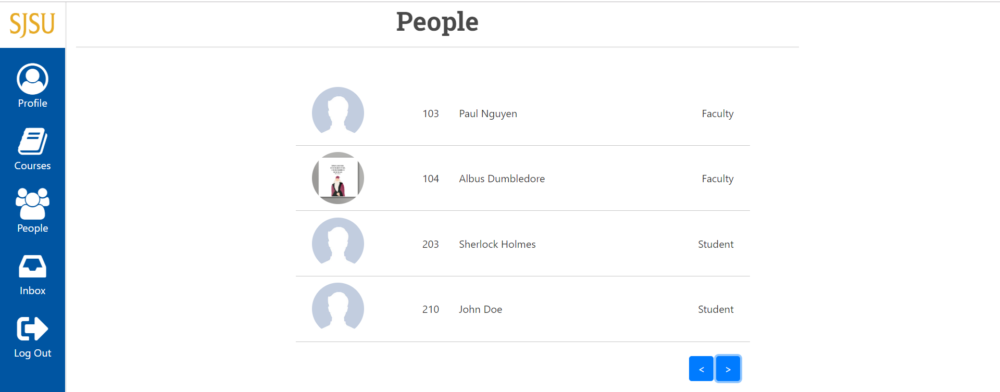 SJSU
People
Profile
Courses
People
Inbox
Log Out
103 Paul Nguyen Faculty
104 Albus Dumbledore Faculty
203 Sherlock Holmes Student
210 John Doe Student
< >